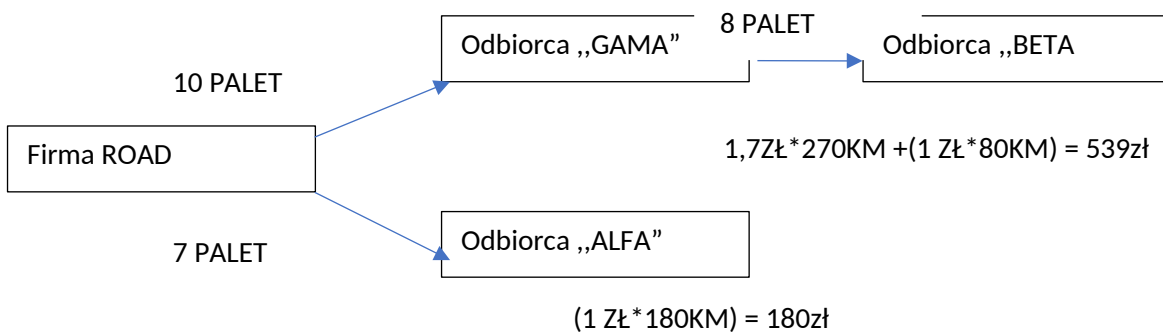 8 PALET
Odbiorca ,,GAMA”
Odbiorca ,,BETA
10 PALET
Firma ROAD
1,7ZŁ*270KM +(1 ZŁ*80KM) = 539zł
7 PALET
Odbiorca ,,ALFA”
(1 ZŁ*180KM) = 180zł